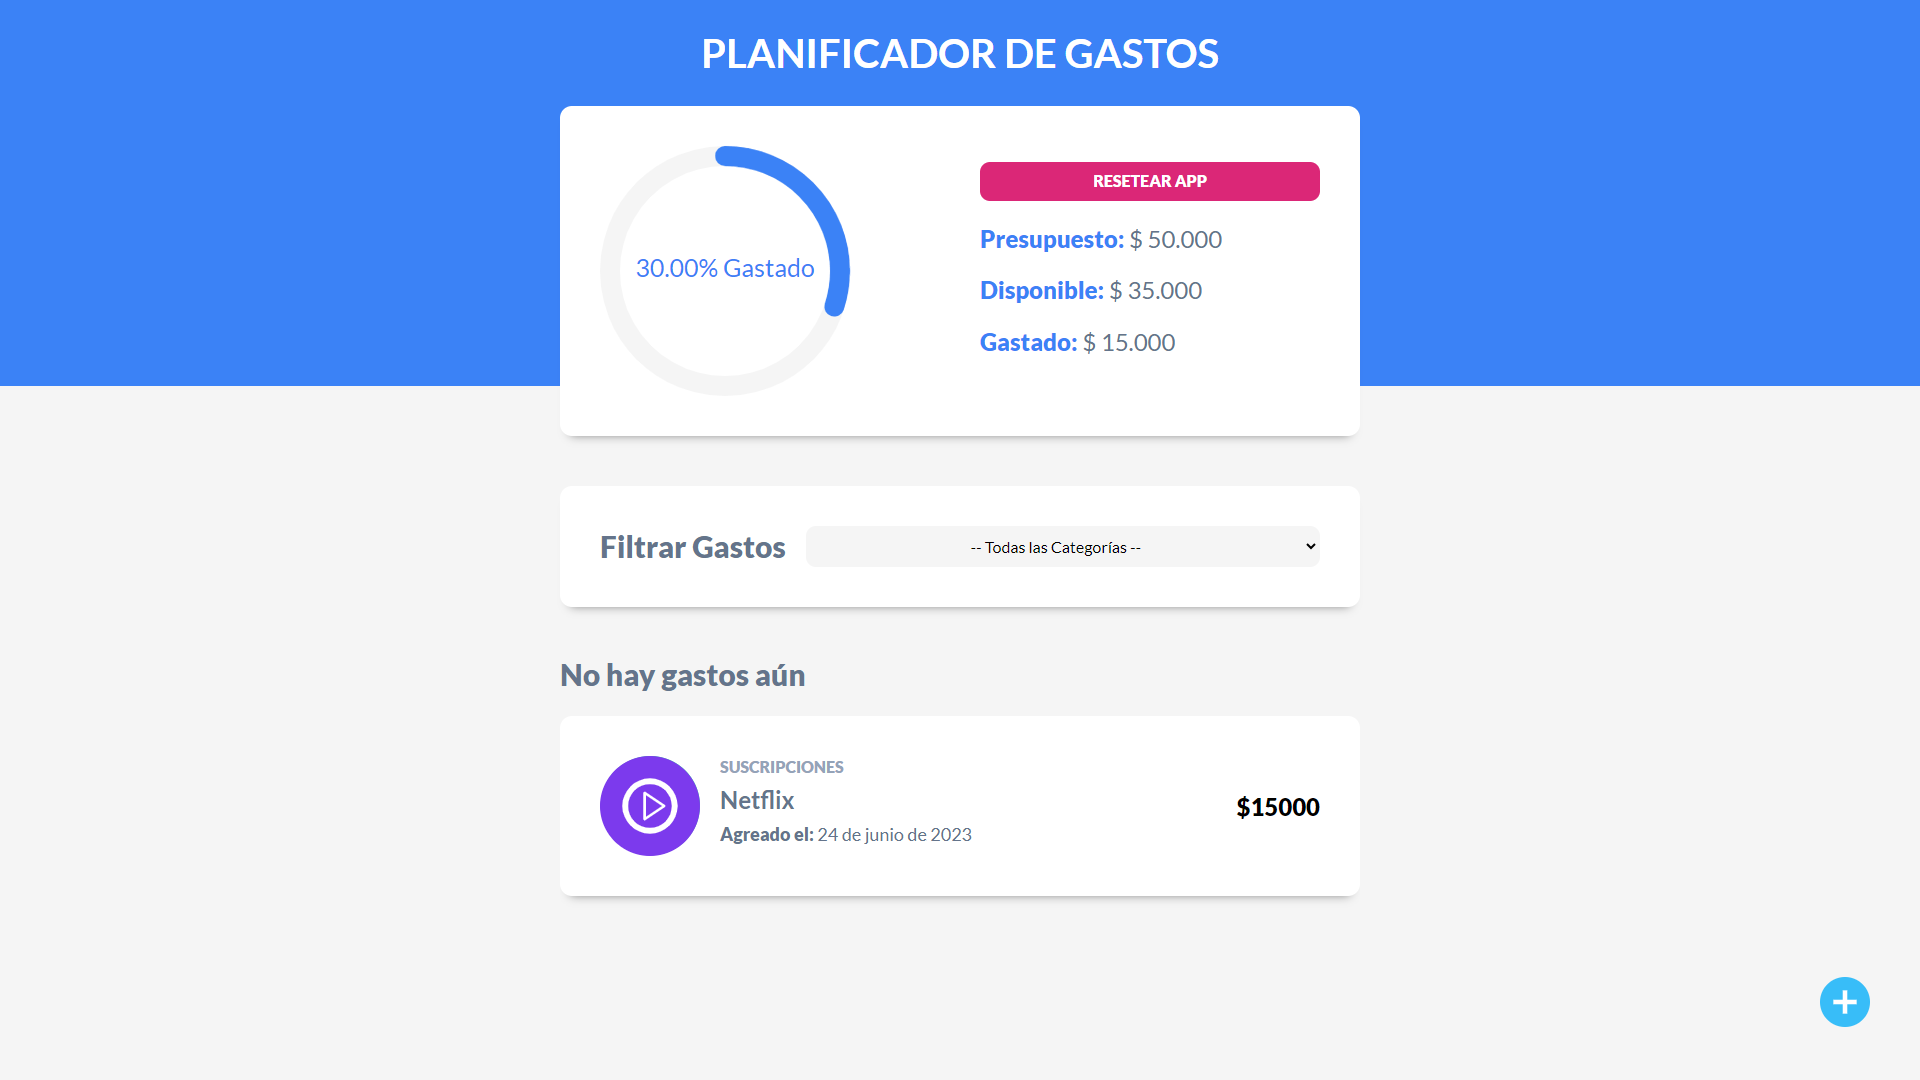 PLANIFICADOR DE GASTOS
30.00% Gastado
RESETEAR APP
Presupuesto: $ 50.000
Disponible: $ 35.000
Gastado: $ 15.000
Filtrar Gastos
-- Todas las Categorías --
No hay gastos aún
SUSCRIPCIONES
Netflix
Agreado el: 24 de junio de 2023
$15000